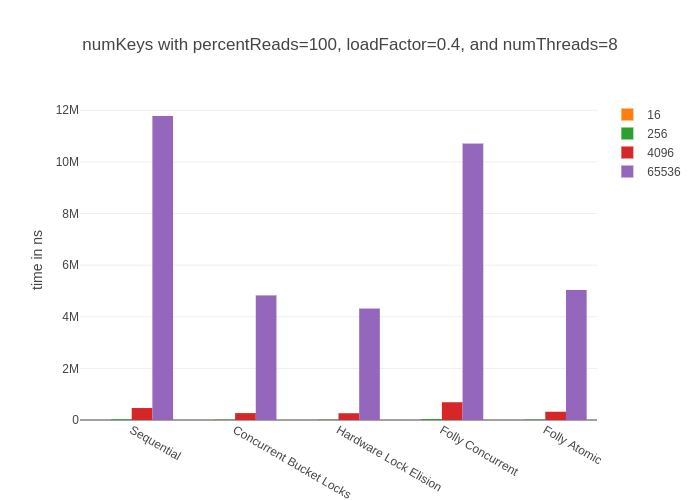 numKeys with percentReads=100, loadFactor=0.4, and numThreads=8
12M
10M
8M
6M
4M
2M
0
time in ns
Sequential
Concurrent Bucket Locks
Hardware Lock Elision
Folly Concurrent
Folly Atomic
16
256
4096
65536